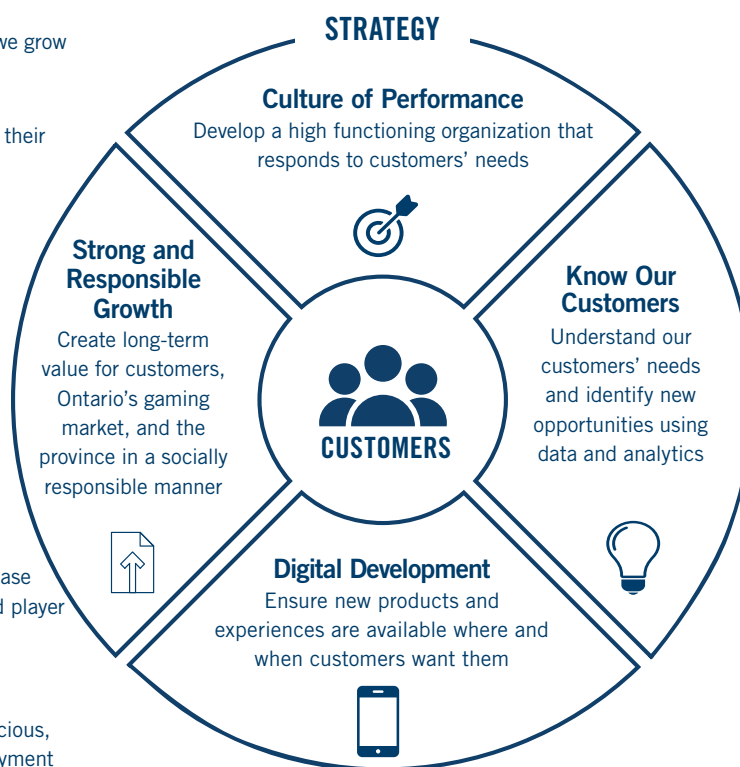 we grow
their
ase
d player
cious,
yment
STRATEGY
Culture of Performance
Develop a high functioning organization that
responds to customers’ needs
Strong and
Responsible
Growth
Create long-term
value for customers,
Ontario’s gaming
market, and the
province in a socially
responsible manner
CUSTOMERS
Know Our
Customers
Understand our
customers’ needs
and identify new
opportunities using
data and analytics
Digital Development
Ensure new products and
experiences are available where and
when customers want them